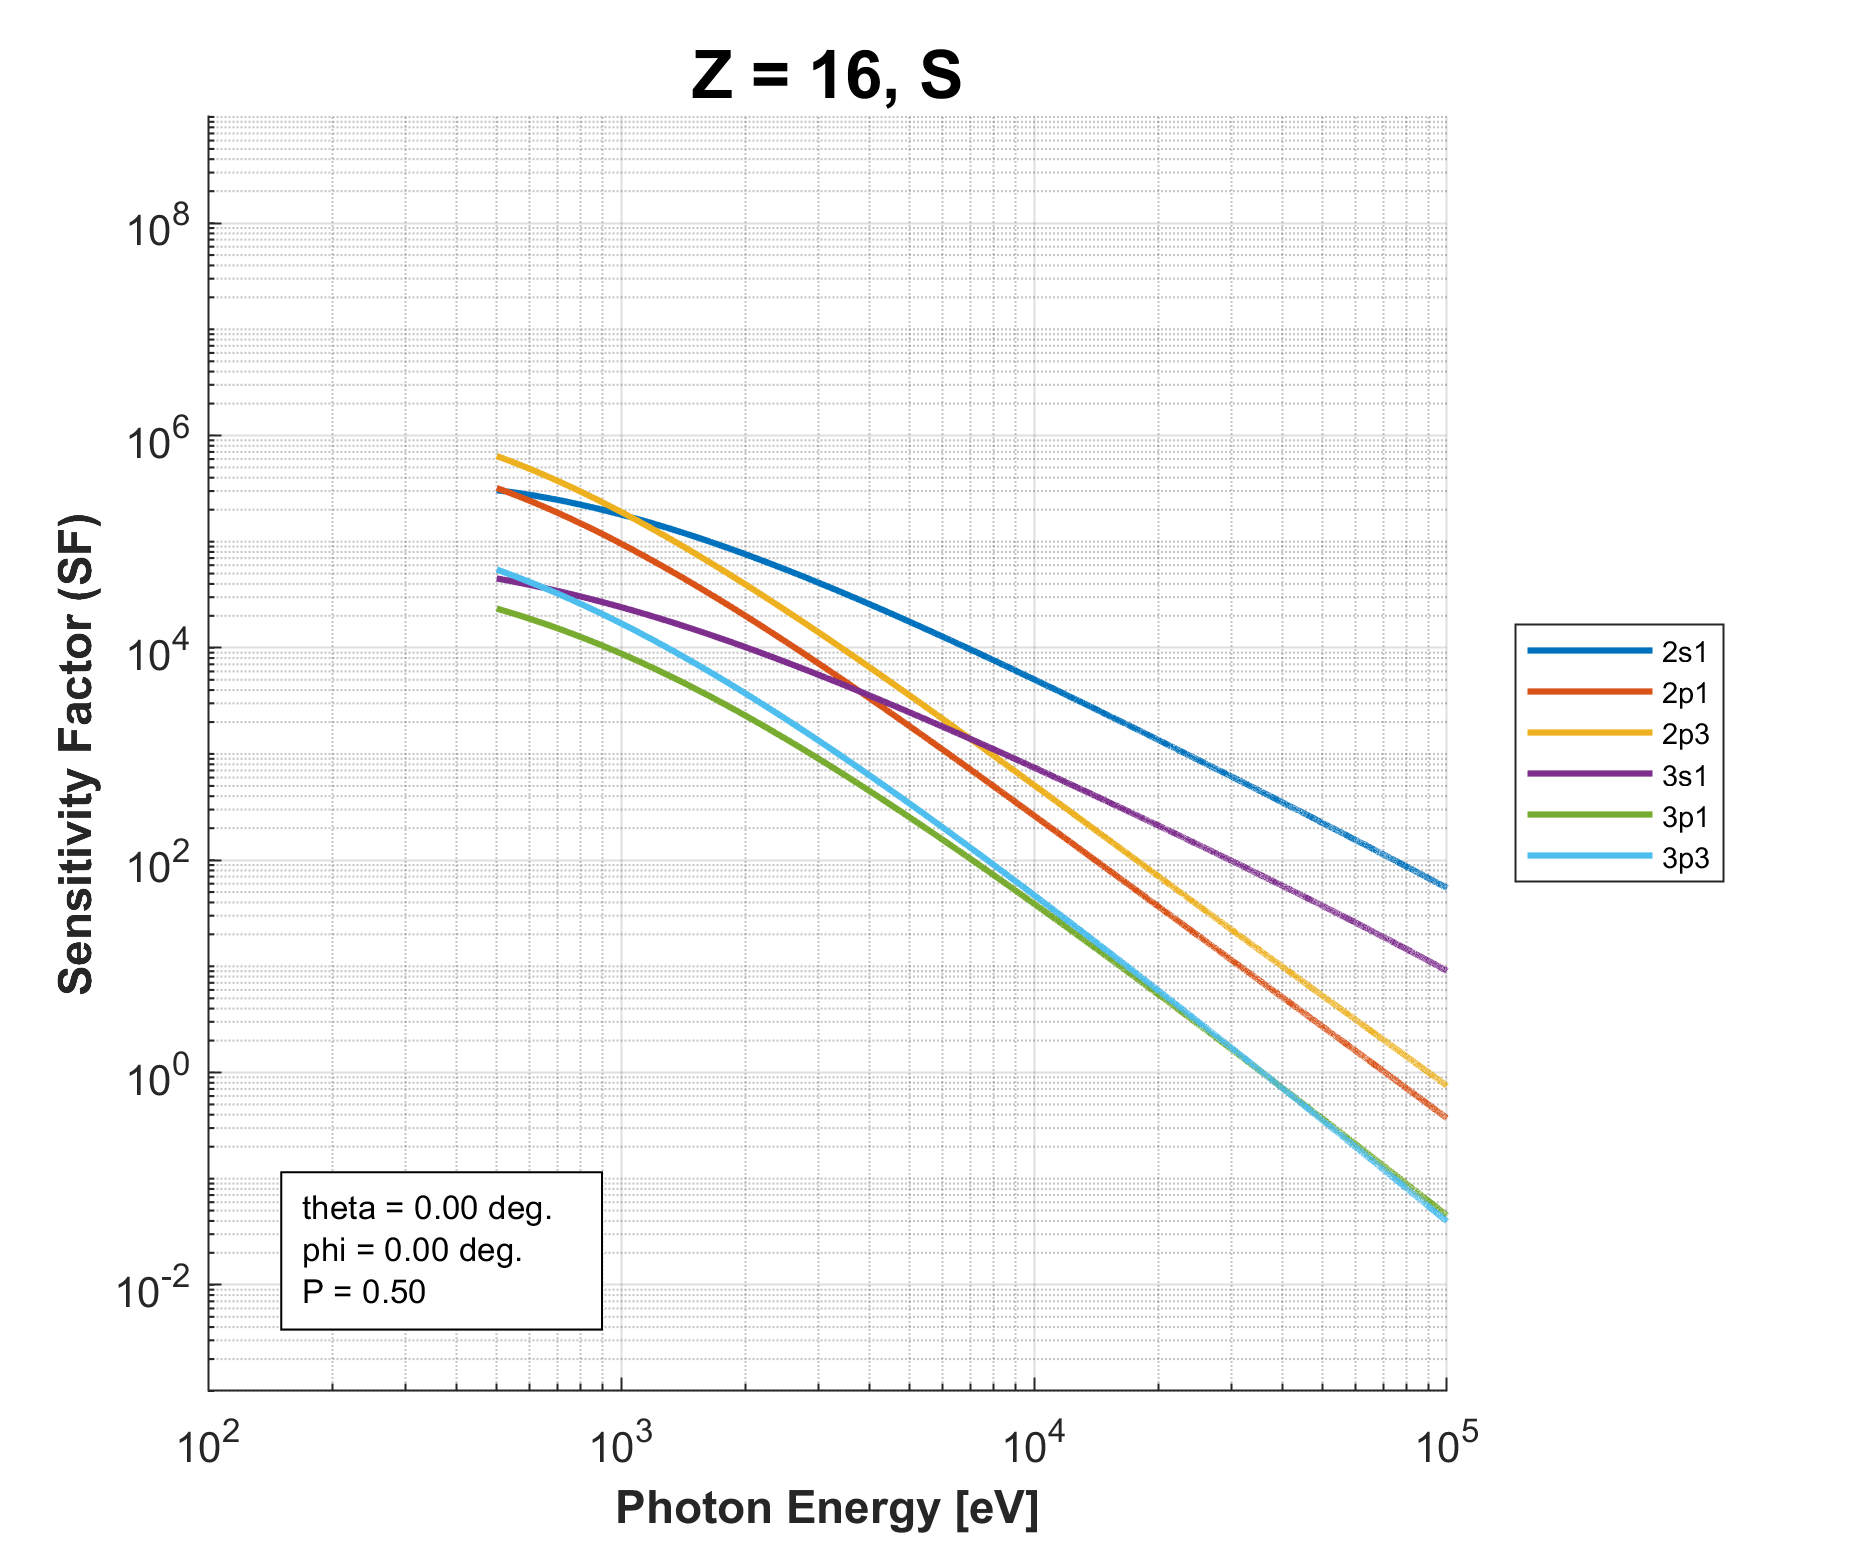 Z = 16, S
Sensitivity Factor (SF)
10^8
10^6
10^4
10^2
10^0
10^-2
10^2
10^3
10^4
10^5
Photon Energy [eV]
theta = 0.00 deg.
phi = 0.00 deg.
P = 0.50
2s1
2p1
2p3
3s1
3p1
3p3